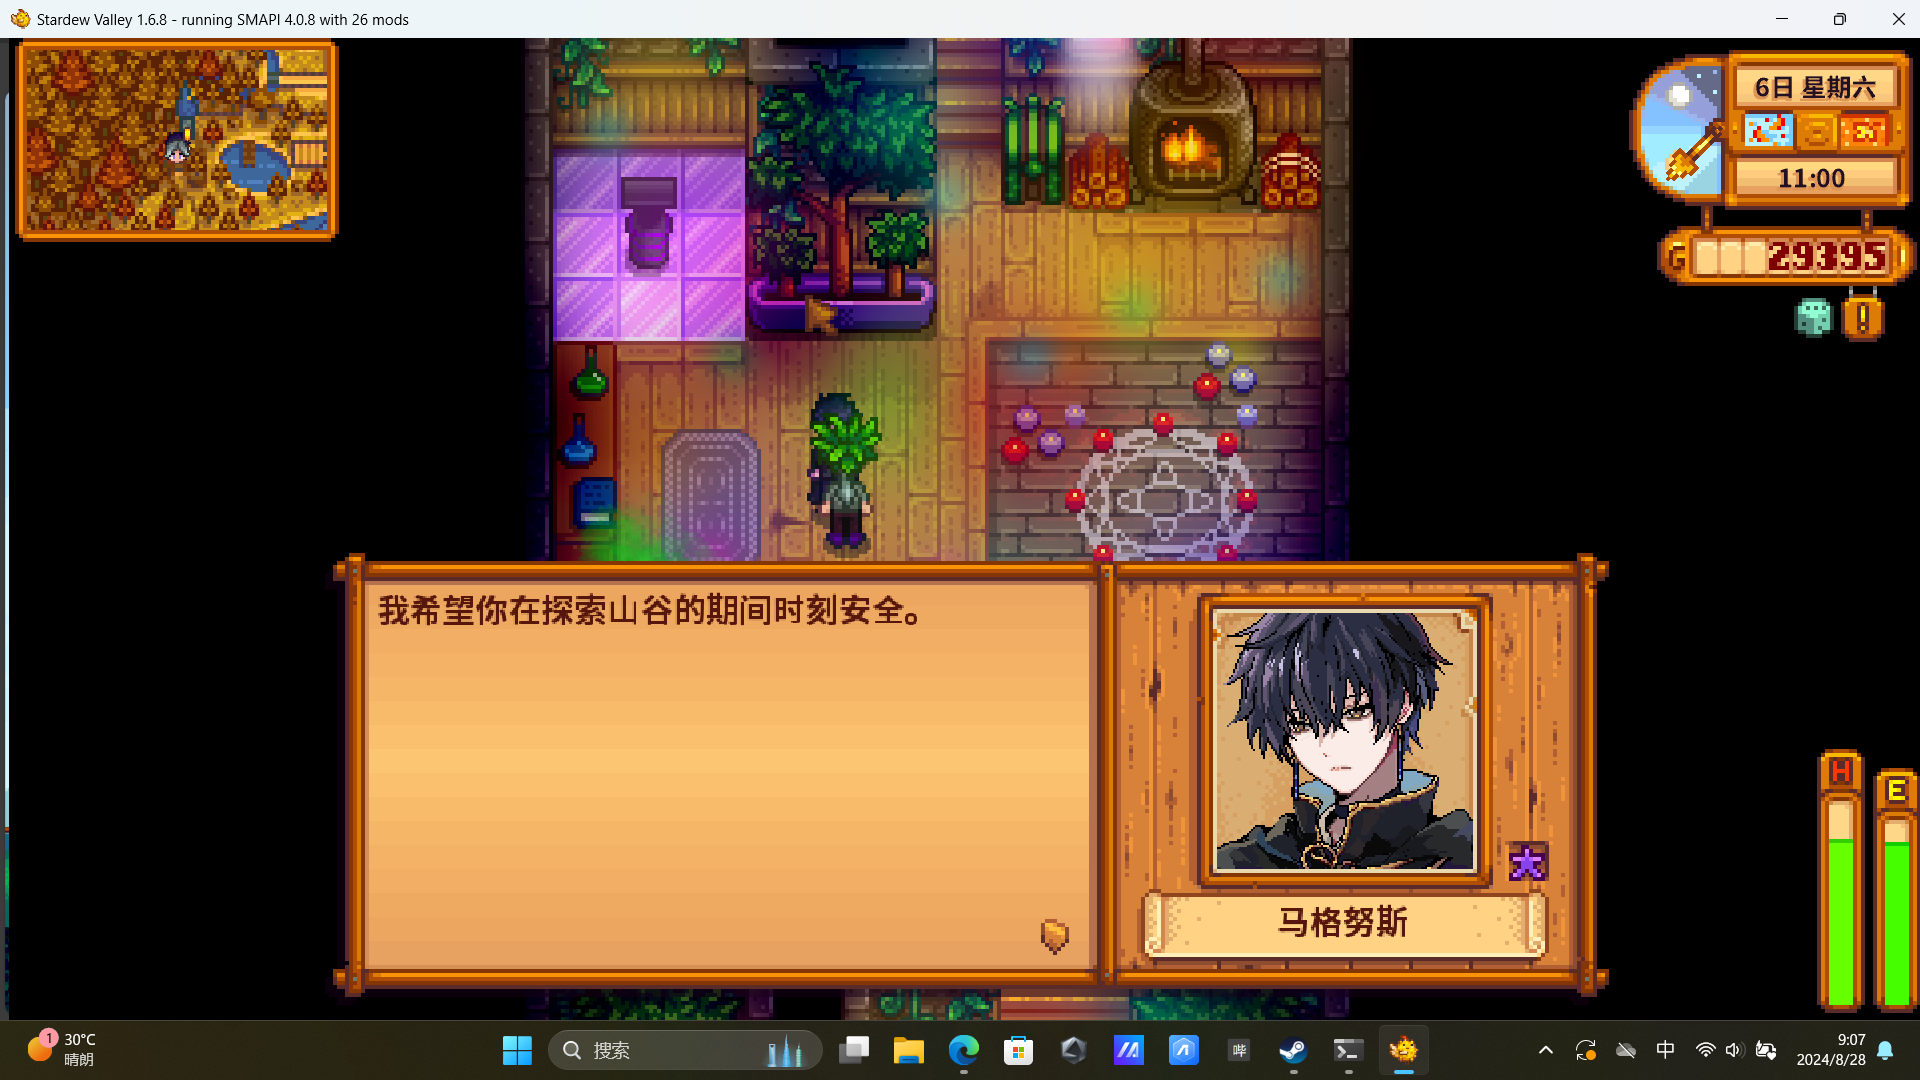 Stardew Valley 1.6.8 - running SMAPI 4.0.8 with 26 mods
6日 星期六
11:00
G 29395
!
我希望你在探索山谷的期间时刻安全。
马格努斯
H
E
1
30°C
晴朗
搜索
哔
中
9:07
2024/8/28